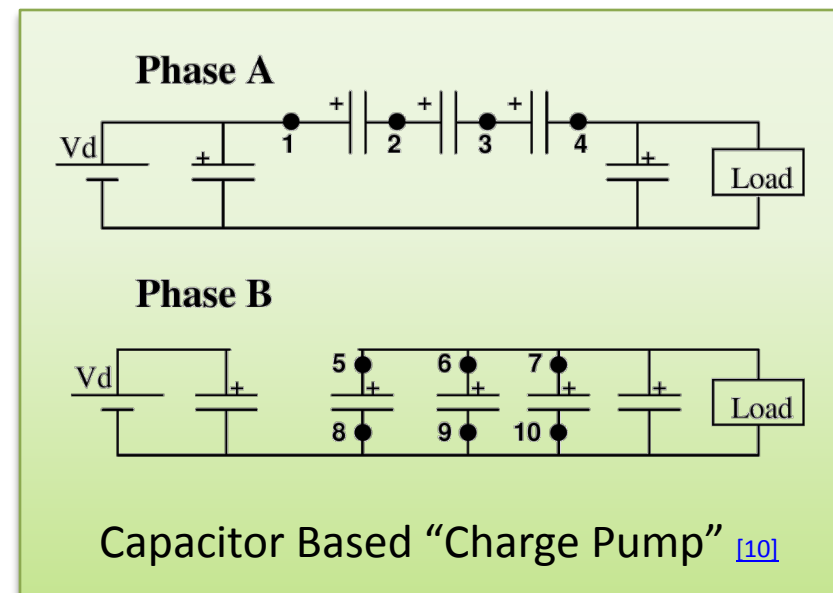 Phase A
+ + +
Vd + 1 2 3 4 + Load
Phase B
5 6 7
Vd + + + + + Load
8 9 10
Capacitor Based “Charge Pump” [10]